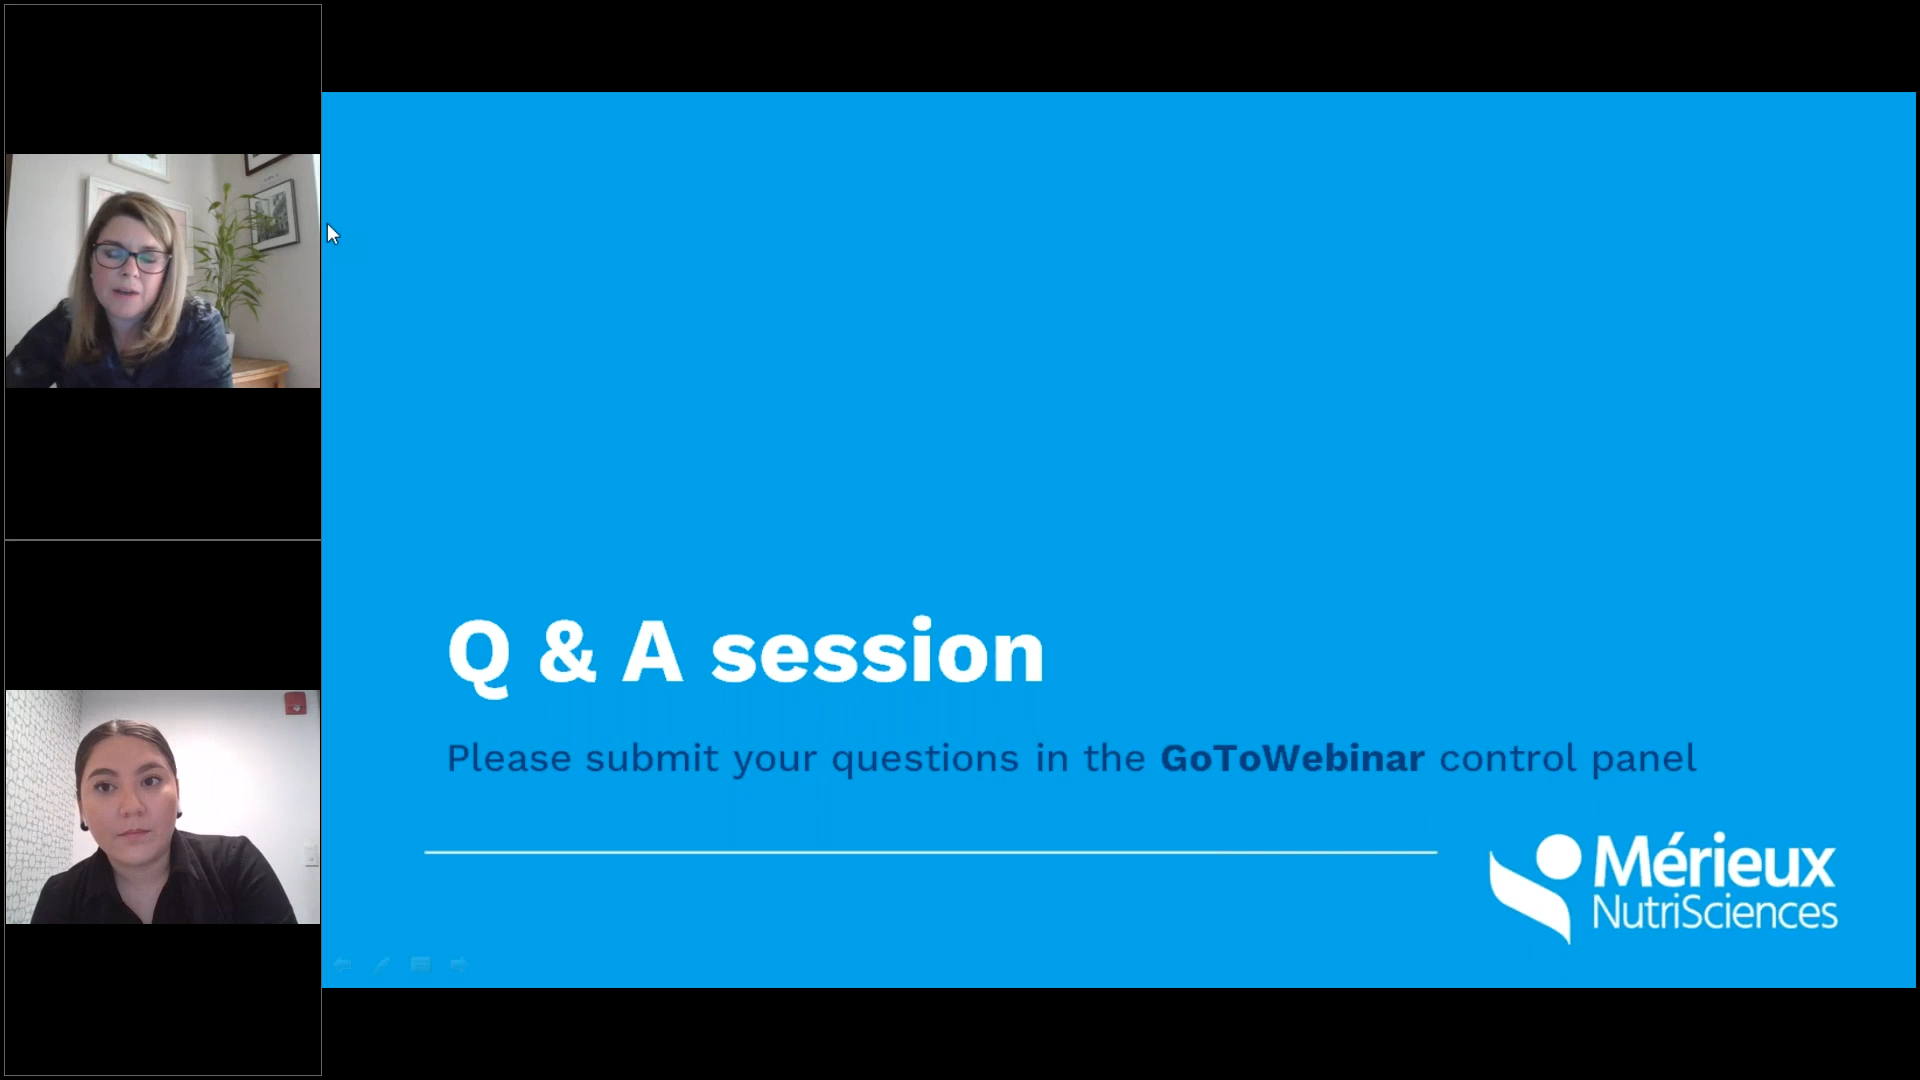 Q & A session
Please submit your questions in the GoToWebinar control panel
Mérieux
NutriSciences